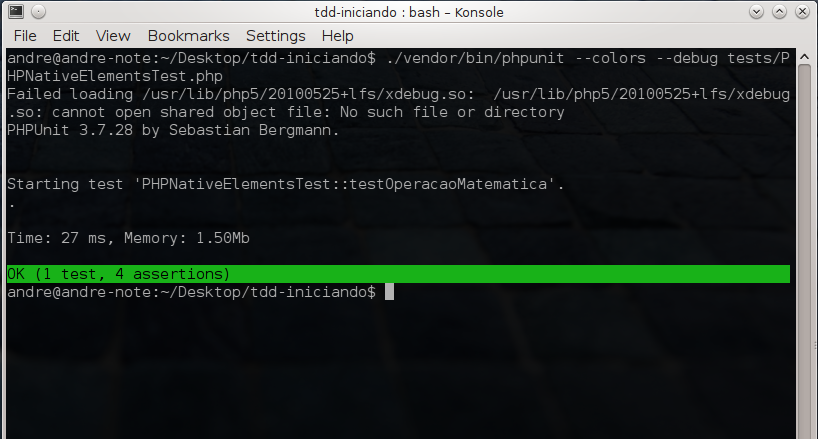 tdd-iniciando : bash – Konsole
File Edit View Bookmarks Settings Help
andre@andre-note:~/Desktop/tdd-iniciando$ ./vendor/bin/phpunit --colors --debug tests/P
HPNativeElementsTest.php
Failed loading /usr/lib/php5/20100525+lfs/xdebug.so:  /usr/lib/php5/20100525+lfs/xdebug
.so: cannot open shared object file: No such file or directory
PHPUnit 3.7.28 by Sebastian Bergmann.
Starting test 'PHPNativeElementsTest::testOperacaoMatematica'.
.
Time: 27 ms, Memory: 1.50Mb
OK (1 test, 4 assertions)
andre@andre-note:~/Desktop/tdd-iniciando$